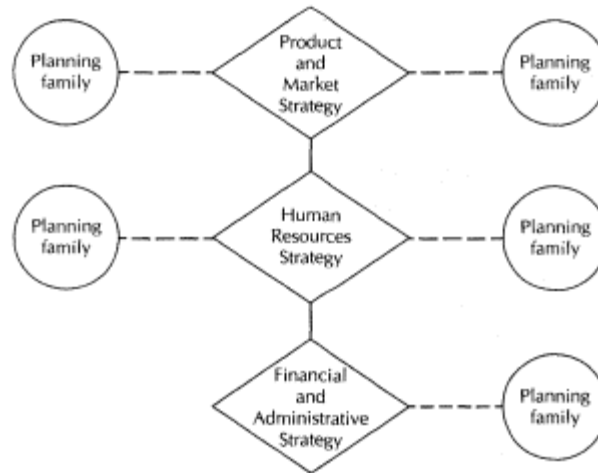 Planning
family
Product
and
Market
Strategy
Planning
family
Planning
family
Human
Resources
Strategy
Planning
family
Financial
and
Administrative
Strategy
Planning
family